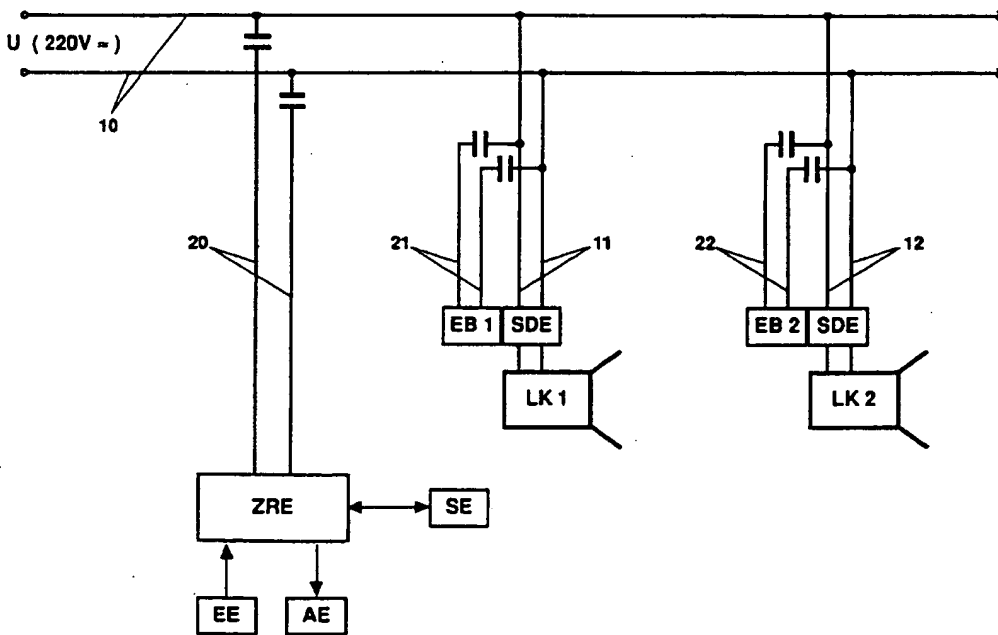 U ( 220V ≈ )
10
20
21
11
22
12
EB 1
SDE
EB 2
SDE
LK 1
LK 2
ZRE
SE
EE
AE